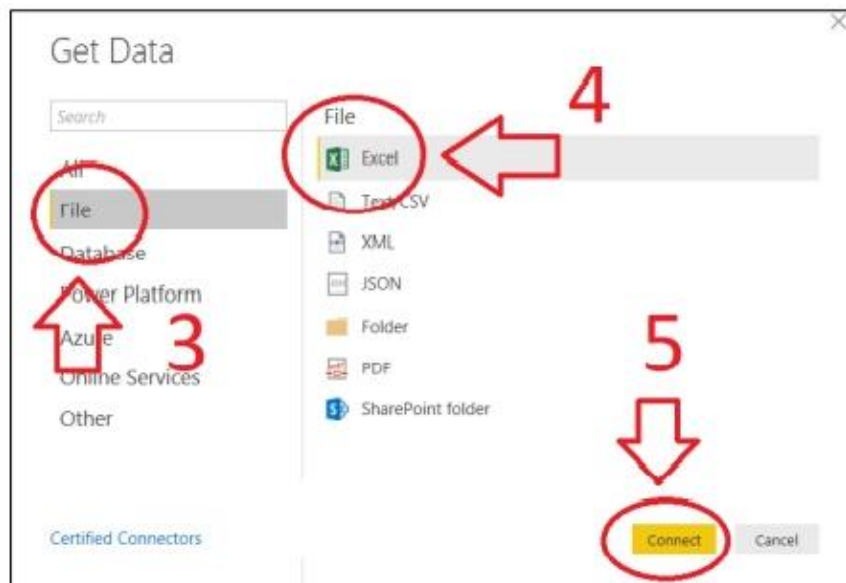 Get Data
Search
All
File
Database
Power Platform
Azure
Online Services
Other
Certified Connectors
3
File
Excel
Text/CSV
XML
JSON
Folder
PDF
SharePoint folder
4
5
Connect
Cancel